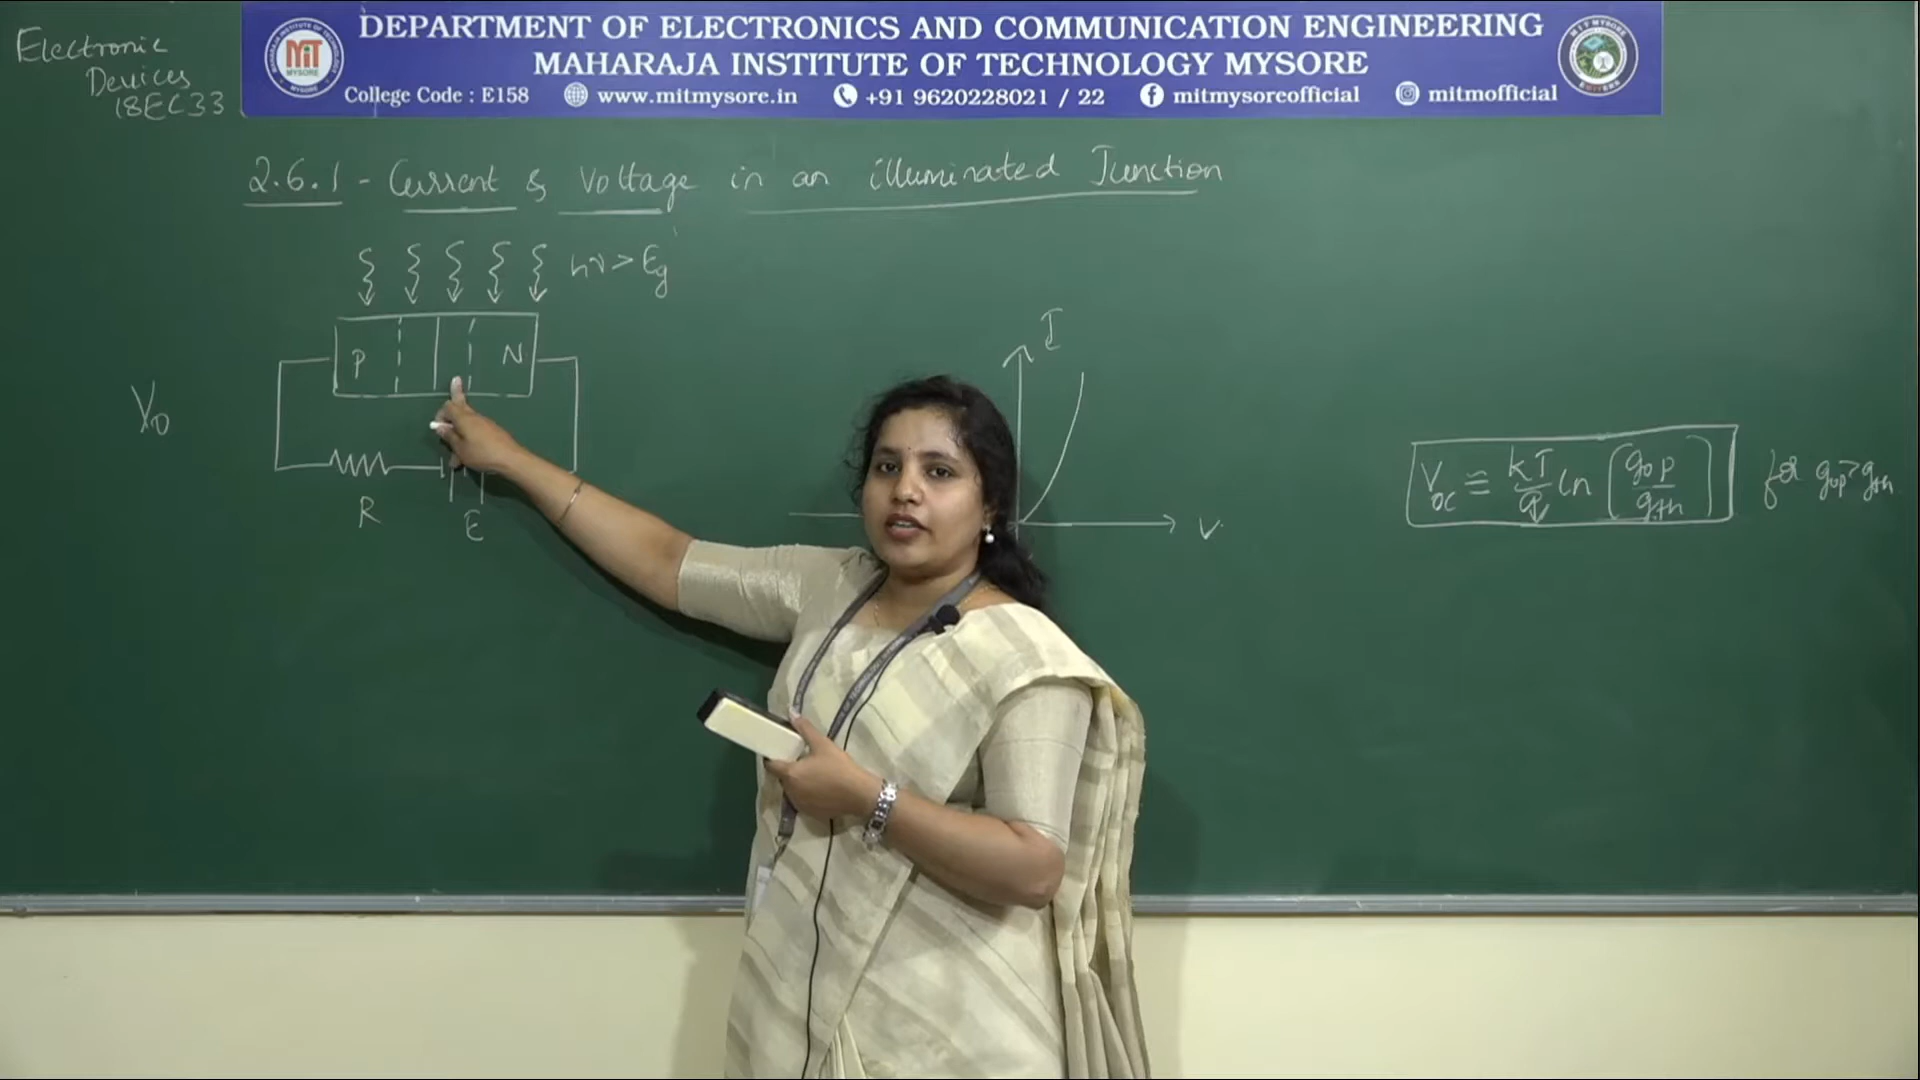 Electronic
Devices
18EC33
DEPARTMENT OF ELECTRONICS AND COMMUNICATION ENGINEERING
MAHARAJA INSTITUTE OF TECHNOLOGY MYSORE
College Code : E158 www.mitmysore.in +91 9620228021 / 22 mitmysoreofficial mitmofficial
MIT
MYSORE
2.6.1 - Current & Voltage in an illuminated Junction
hν > Eg
I
P N
V0
R
E
V
Voc ≅ kT/q ln (gop/gth) for gop > gth